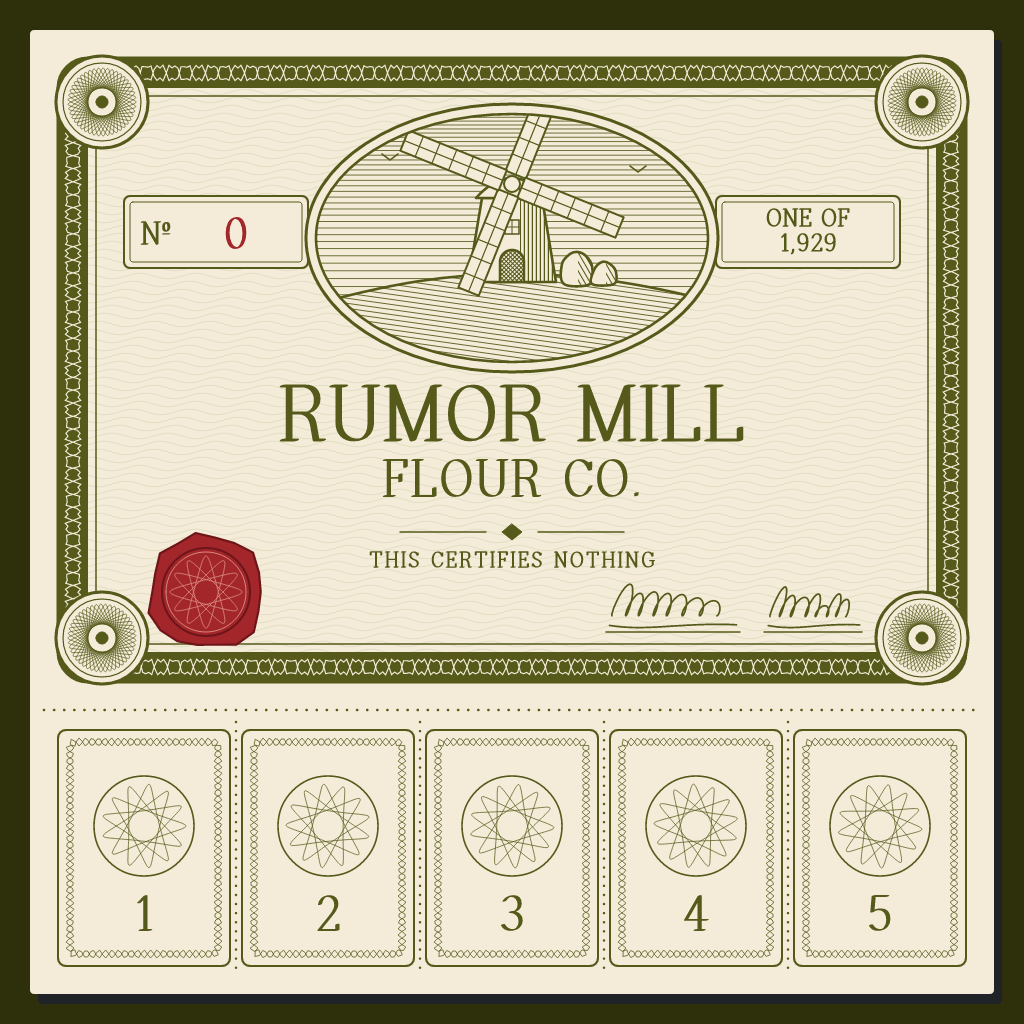 Nº 0
ONE OF
1,929
RUMOR MILL
FLOUR CO.
THIS CERTIFIES NOTHING
1
2
3
4
5